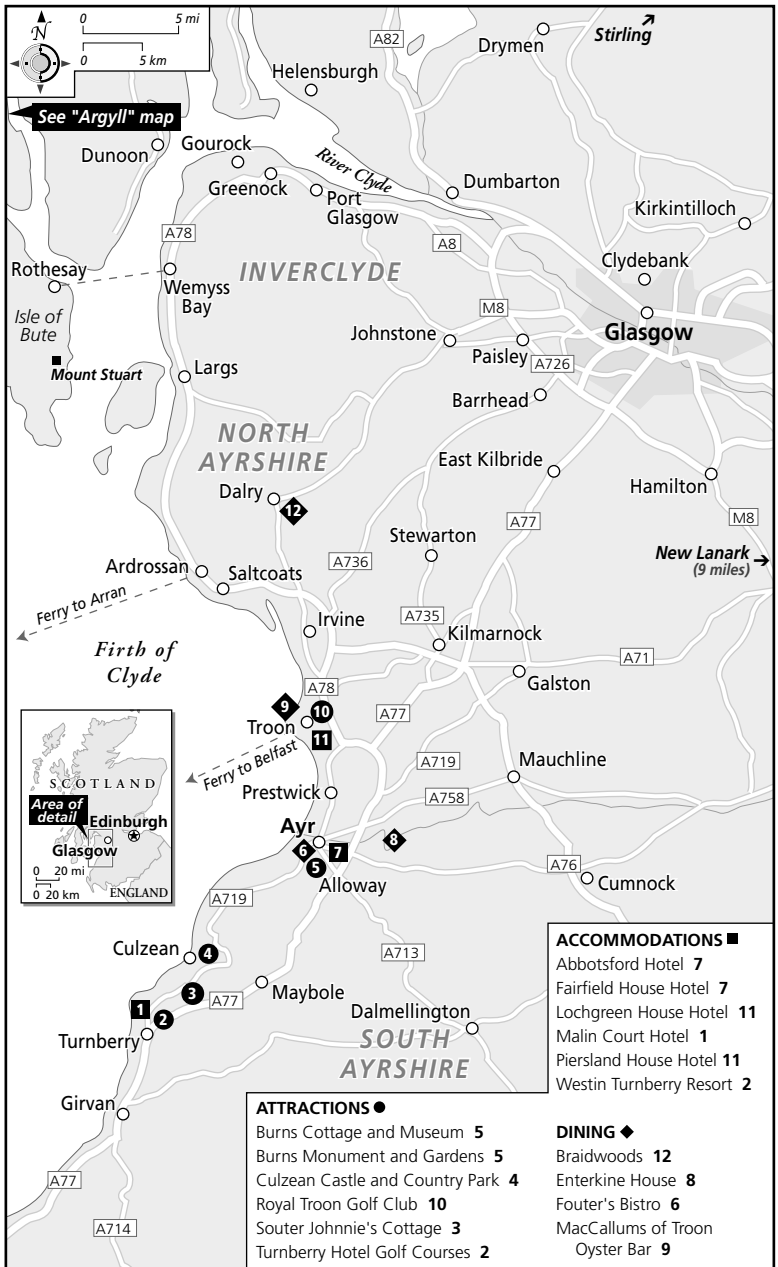 N
0 5 mi
0 5 km
See "Argyll" map
A82
Drymen
Stirling
Helensburgh
Dunoon
Gourock
Greenock
River Clyde
Port
Glasgow
Dumbarton
Kirkintilloch
A78
A8
Clydebank
Rothesay
Wemyss
Bay
INVERCLYDE
Isle of
Bute
M8
Glasgow
Johnstone
Paisley
Mount Stuart
Largs
A726
Barrhead
NORTH
AYRSHIRE
East Kilbride
Hamilton
Dalry
12
A77
M8
Stewarton
New Lanark
(9 miles)
A736
Ardrossan
Saltcoats
Ferry to Arran
A735
Irvine
Kilmarnock
Firth of
Clyde
A71
A78
Galston
9
10
A77
Troon
11
Ferry to Belfast
A719
Mauchline
Prestwick
A758
SCOTLAND
Area of
detail
Edinburgh
Glasgow
0 20 mi
0 20 km
ENGLAND
Ayr
6
7
8
5
Alloway
A76
Cumnock
A719
Culzean
4
A713
3
A77
Maybole
1
2
Turnberry
Dalmellington
SOUTH
AYRSHIRE
Girvan
A77
A714
ACCOMMODATIONS ■
Abbotsford Hotel 7
Fairfield House Hotel 7
Lochgreen House Hotel 11
Malin Court Hotel 1
Piersland House Hotel 11
Westin Turnberry Resort 2
ATTRACTIONS ●
Burns Cottage and Museum 5
Burns Monument and Gardens 5
Culzean Castle and Country Park 4
Royal Troon Golf Club 10
Souter Johnnie's Cottage 3
Turnberry Hotel Golf Courses 2
DINING ◆
Braidwoods 12
Enterkine House 8
Fouter's Bistro 6
MacCallums of Troon
Oyster Bar 9